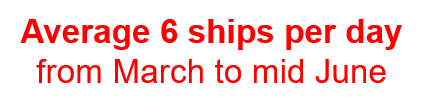 Average 6 ships per day
from March to mid June